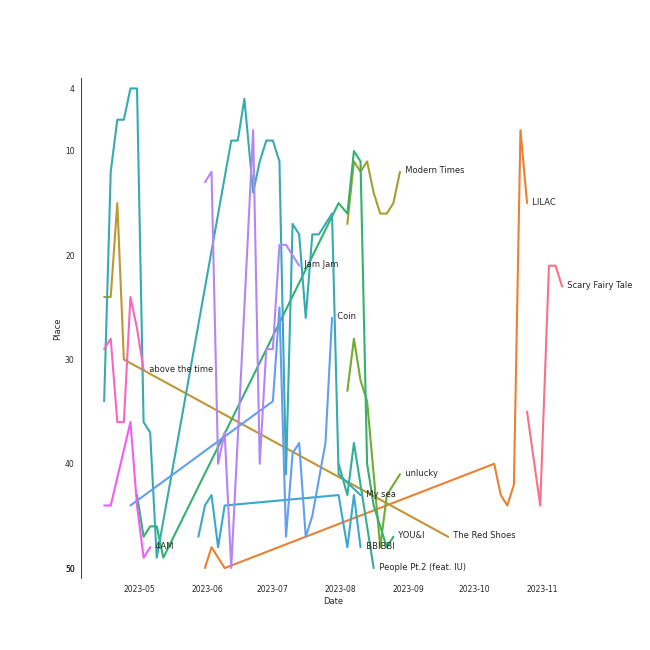 4
10
Modern Times
LILAC
20
Jam Jam
Scary Fairy Tale
Coin
Place
30
above the time
40
unlucky
My sea
YOU&I
The Red Shoes
4AM
BBIBBI
50
People Pt.2 (feat. IU)
2023-05
2023-06
2023-07
2023-08
2023-09
2023-10
2023-11
Date